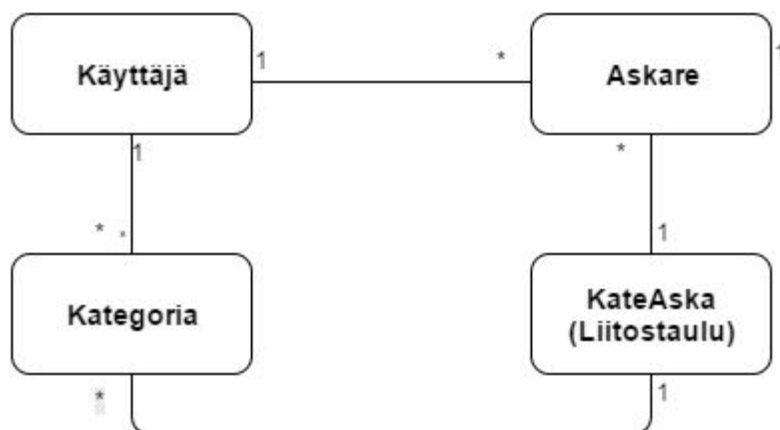 Käyttäjä
1
*
Askare
1
1
*
*
*
1
Kategoria
KateAska
(Liitostaulu)
*
1